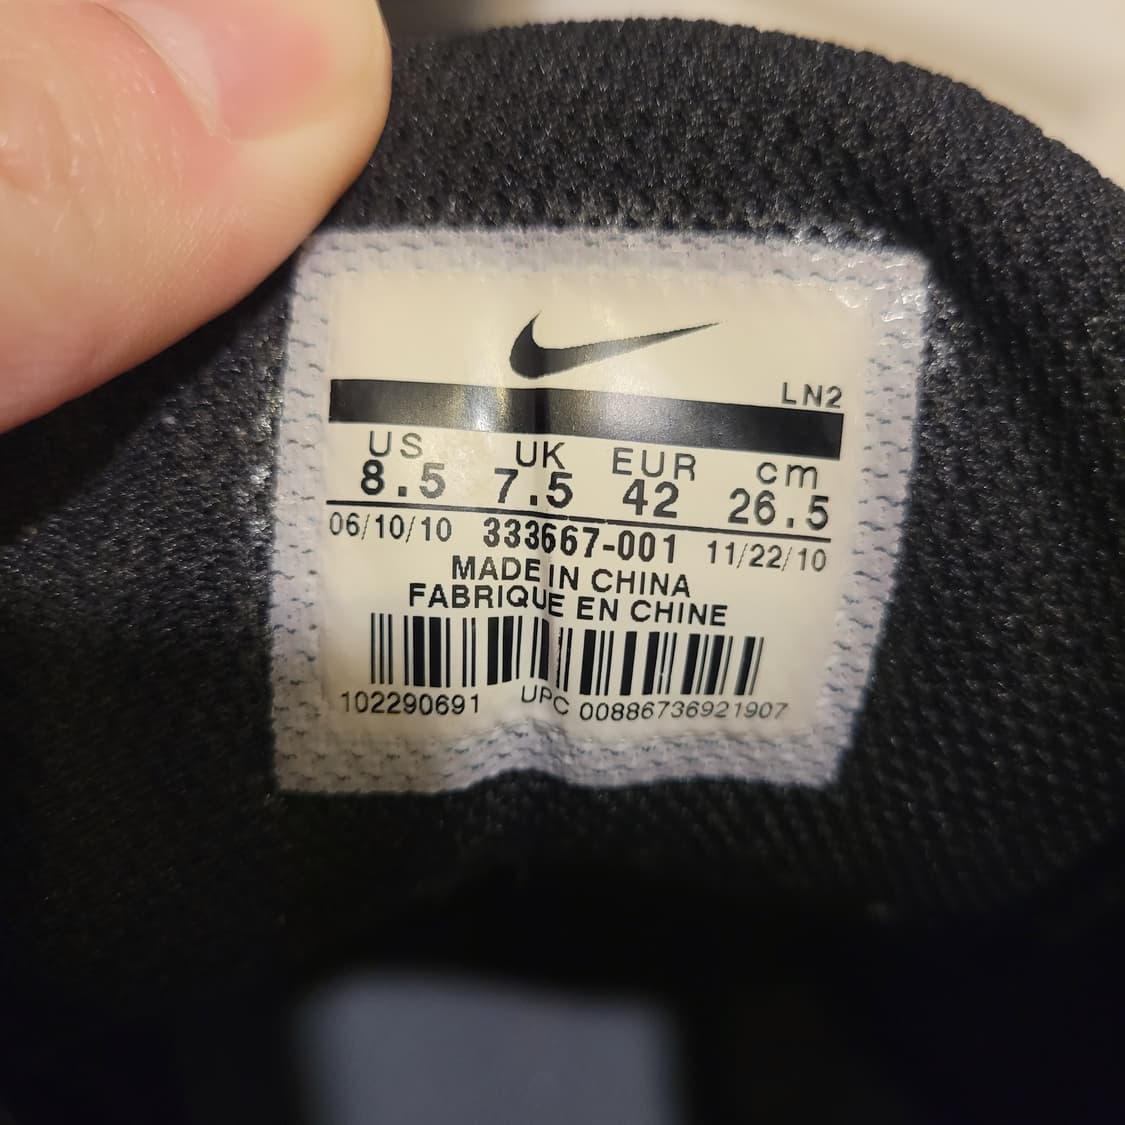 LN2
US UK EUR cm
8.5 7.5 42 26.5
06/10/10 333667-001 11/22/10
MADE IN CHINA
FABRIQUE EN CHINE
102290691 UPC 00886736921907